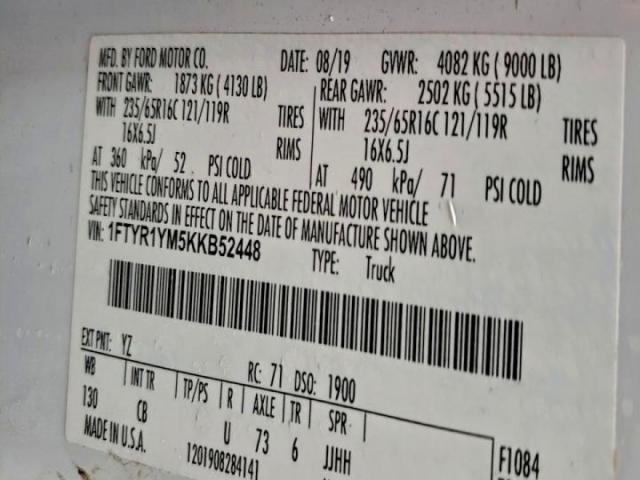 MFD. BY FORD MOTOR CO. DATE: 08/19 GVWR: 4082 KG ( 9000 LB)
FRONT GAWR: 1873 KG ( 4130 LB) REAR GAWR: 2502 KG ( 5515 LB)
WITH 235/65R16C 121/119R TIRES WITH 235/65R16C 121/119R TIRES
16X6.5J RIMS 16X6.5J RIMS
AT 360 kPa/ 52 PSI COLD AT 490 kPa/ 71 PSI COLD
THIS VEHICLE CONFORMS TO ALL APPLICABLE FEDERAL MOTOR VEHICLE
SAFETY STANDARDS IN EFFECT ON THE DATE OF MANUFACTURE SHOWN ABOVE.
VIN: 1FTYR1YM5KKB52448 TYPE: Truck
EXT PNT: YZ RC: 71 DSO: 1900
WB INT TR TP/PS R AXLE TR SPR
130 CB U 73 6 JJHH F1084
MADE IN U.S.A. 1201908284141